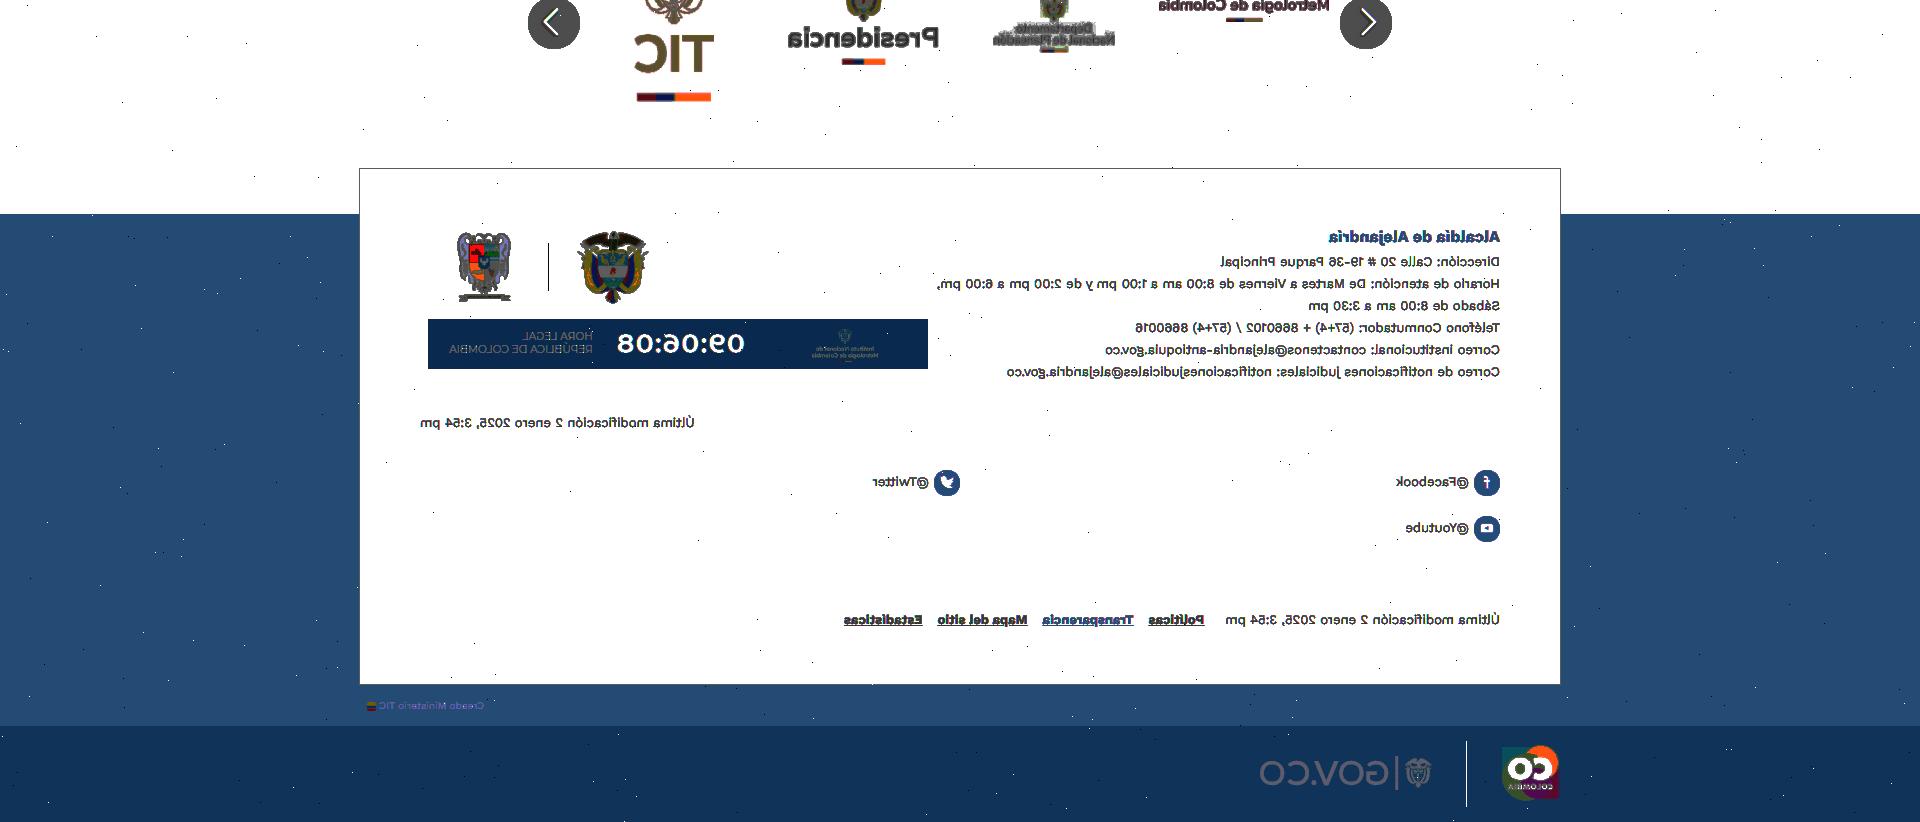 Metrología de Colombia
Departamento
Nacional de Planeación
Presidencia
TIC
Alcaldía de Alejandría
Dirección: Calle 20 # 19-36 Parque Principal
Horario de atención: De Martes a Viernes de 8:00 am a 1:00 pm y de 2:00 pm a 6:00 pm,
Sábado de 8:00 am a 3:30 pm
Teléfono Conmutador: (57+4) + 8660102 / (57+4) 8660016
Correo institucional: contactenos@alejandria-antioquia.gov.co
Correo de notificaciones judiciales: notificacionesjudiciales@alejandria.gov.co
Instituto Nacional de
Metrología de Colombia
09:06:08
HORA LEGAL
REPÚBLICA DE COLOMBIA
Última modificación 2 enero 2025, 3:54 pm
@Facebook
@Twitter
@Youtube
Última modificación 2 enero 2025, 3:54 pm Políticas Transparencia Mapa del sitio Estadísticas
Creado Ministerio TIC
CO
COLOMBIA
GOV.CO